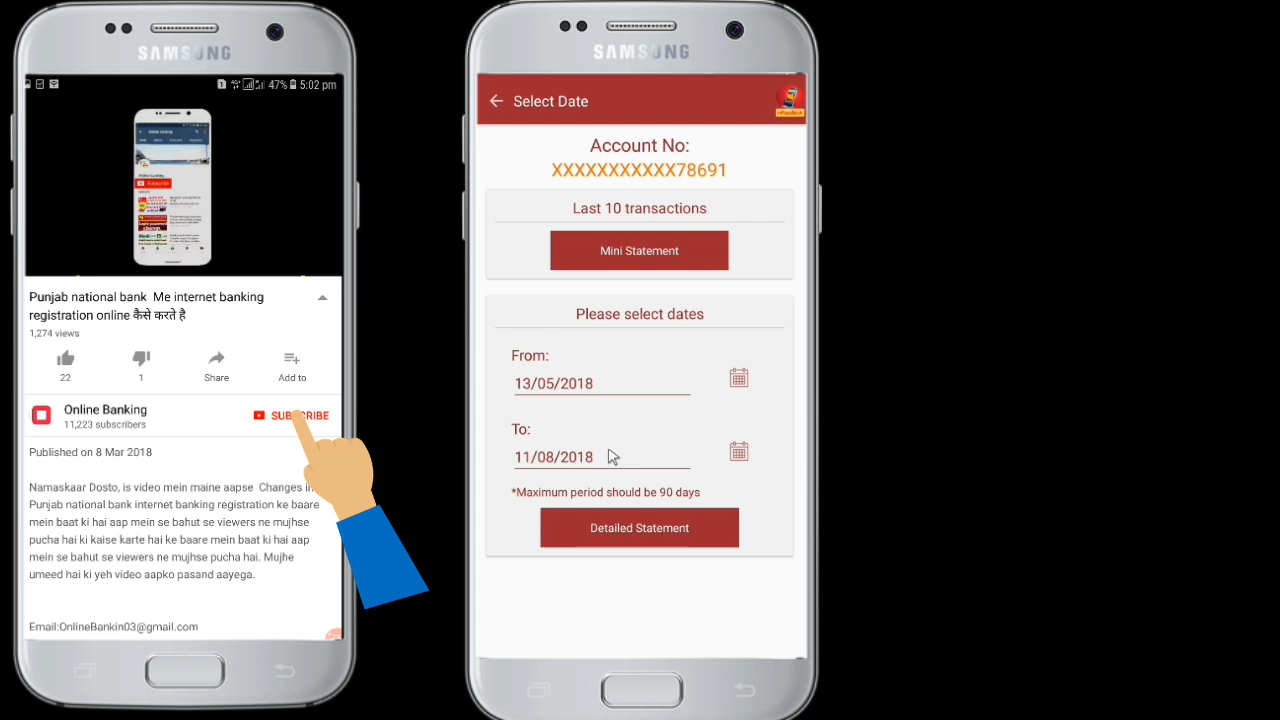 SAMSUNG
47% 5:02 pm
Punjab national bank Me internet banking
registration online कैसे करते है
1,274 views
22
1
Share
Add to
Online Banking
SUBSCRIBE
11,223 subscribers
Published on 8 Mar 2018
Namaskaar Dosto, is video mein maine aapse Changes in
Punjab national bank internet banking registration ke baare
mein baat ki hai aap mein se bahut se viewers ne mujhse
pucha hai ki kaise karte hai ke baare mein baat ki hai aap
mein se bahut se viewers ne mujhse pucha hai. Mujhe
umeed hai ki yeh video aapko pasand aayega.
Email:OnlineBankin03@gmail.com
SAMSUNG
Select Date
Account No:
XXXXXXXXXXX78691
Last 10 transactions
Mini Statement
Please select dates
From:
13/05/2018
To:
11/08/2018
*Maximum period should be 90 days
Detailed Statement